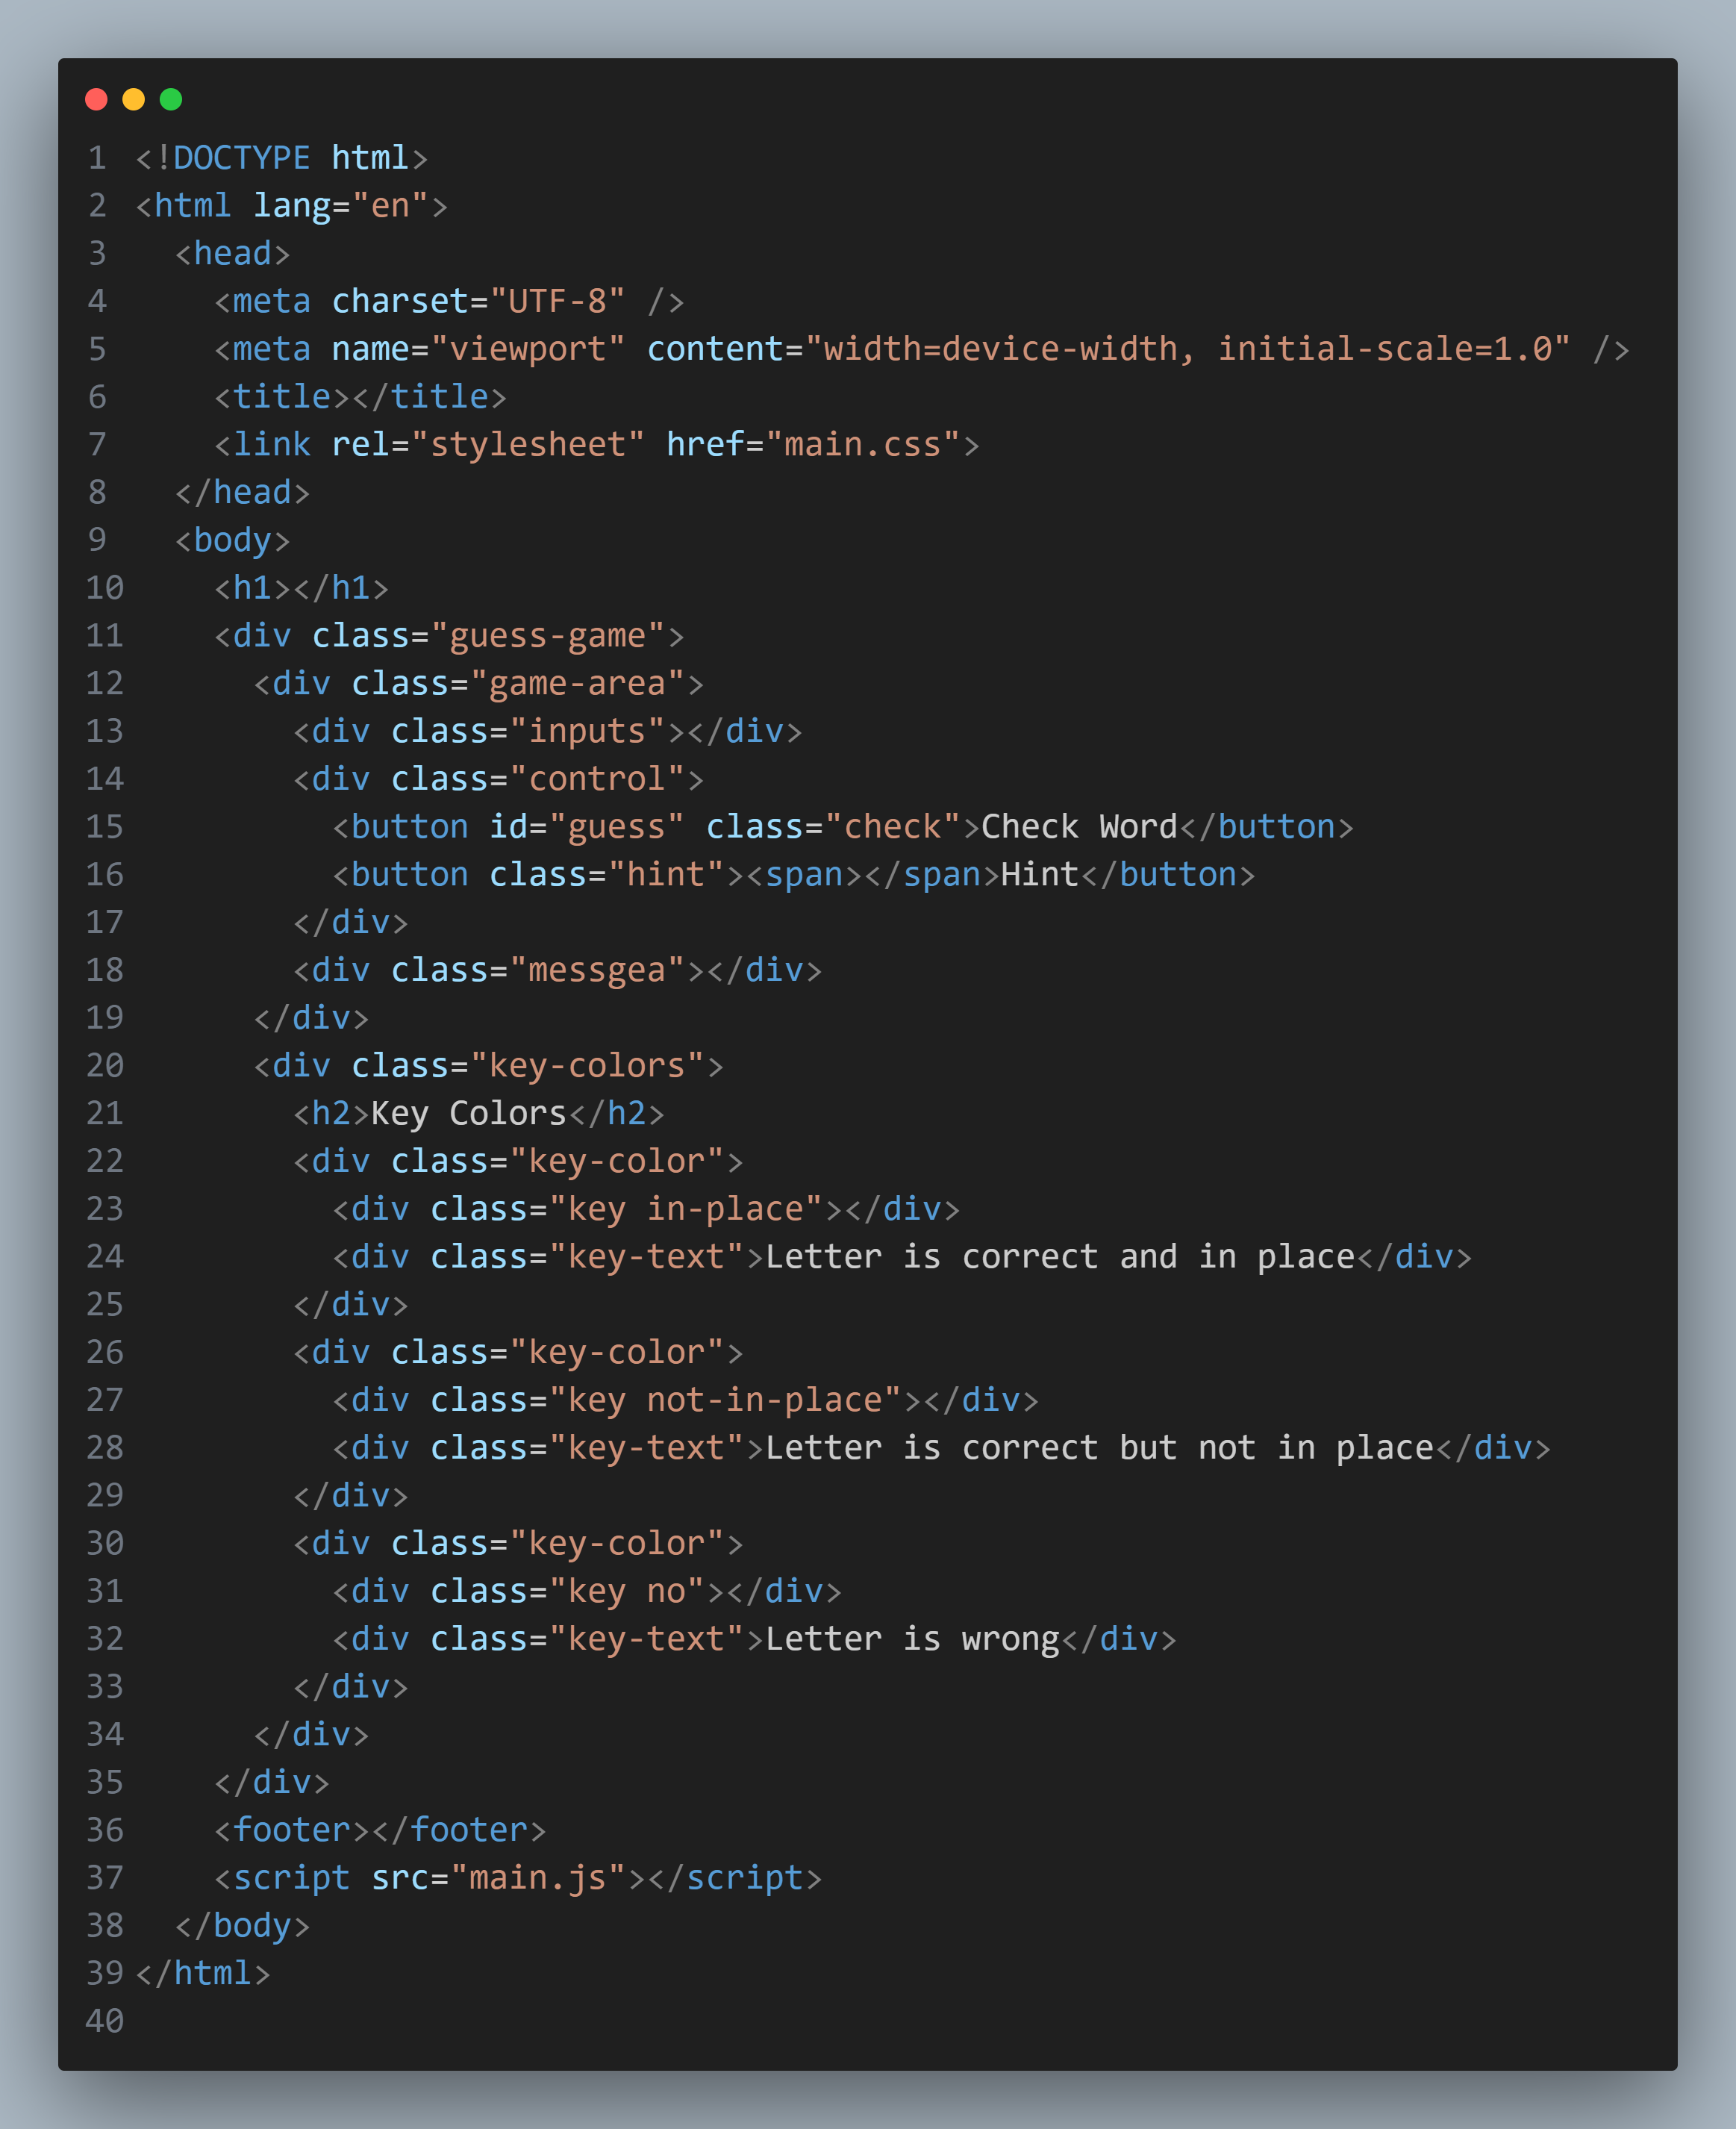 1 <!DOCTYPE html>
2 <html lang="en">
3   <head>
4     <meta charset="UTF-8" />
5     <meta name="viewport" content="width=device-width, initial-scale=1.0" />
6     <title></title>
7     <link rel="stylesheet" href="main.css">
8   </head>
9   <body>
10     <h1></h1>
11     <div class="guess-game">
12       <div class="game-area">
13         <div class="inputs"></div>
14         <div class="control">
15           <button id="guess" class="check">Check Word</button>
16           <button class="hint"><span></span>Hint</button>
17         </div>
18         <div class="messgea"></div>
19       </div>
20       <div class="key-colors">
21         <h2>Key Colors</h2>
22         <div class="key-color">
23           <div class="key in-place"></div>
24           <div class="key-text">Letter is correct and in place</div>
25         </div>
26         <div class="key-color">
27           <div class="key not-in-place"></div>
28           <div class="key-text">Letter is correct but not in place</div>
29         </div>
30         <div class="key-color">
31           <div class="key no"></div>
32           <div class="key-text">Letter is wrong</div>
33         </div>
34       </div>
35     </div>
36     <footer></footer>
37     <script src="main.js"></script>
38   </body>
39 </html>
40